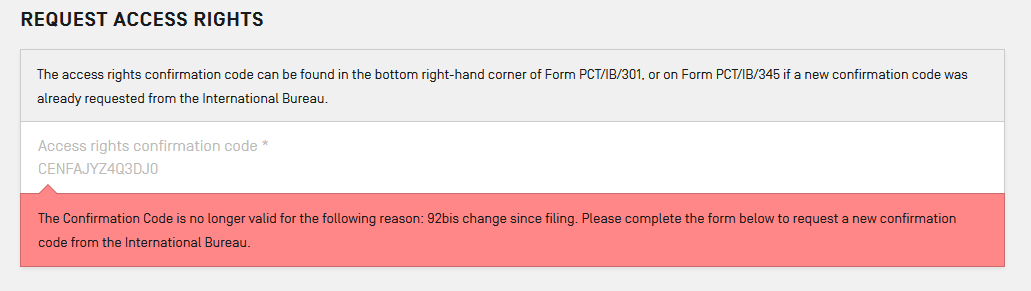 REQUEST ACCESS RIGHTS
The access rights confirmation code can be found in the bottom right-hand corner of Form PCT/IB/301, or on Form PCT/IB/345 if a new confirmation code was
already requested from the International Bureau.
Access rights confirmation code *
CENFAJYZ4Q3DJ0
The Confirmation Code is no longer valid for the following reason: 92bis change since filing. Please complete the form below to request a new confirmation
code from the International Bureau.